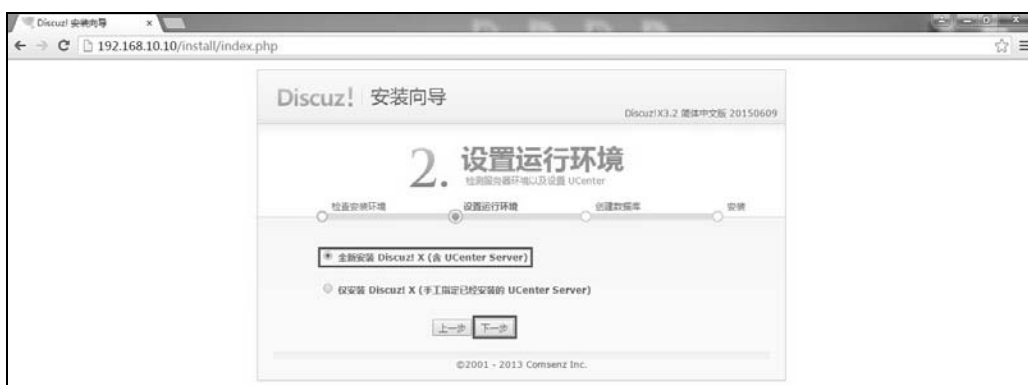 Discuz! 安装向导
192.168.10.10/install/index.php
Discuz! 安装向导
Discuz!X3.2 简体中文版 20150609
2. 设置运行环境
检测服务器环境以及设置 UCenter
检查安装环境 设置运行环境 创建数据库 安装
全新安装 Discuz! X (含 UCenter Server)
仅安装 Discuz! X (手工指定已经安装的 UCenter Server)
上一步 下一步
©2001 - 2013 Comsenz Inc.